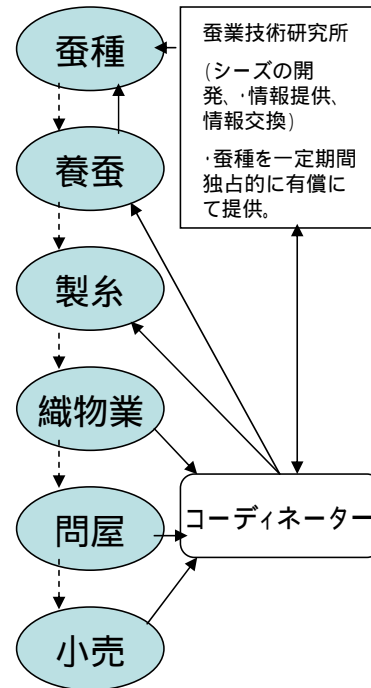 蚕種
養蚕
製糸
織物業
問屋
小売
蚕業技術研究所
(シーズの開
発、・情報提供、
情報交換)
・蚕種を一定期間
独占的に有償に
て提供。
コーディネーター